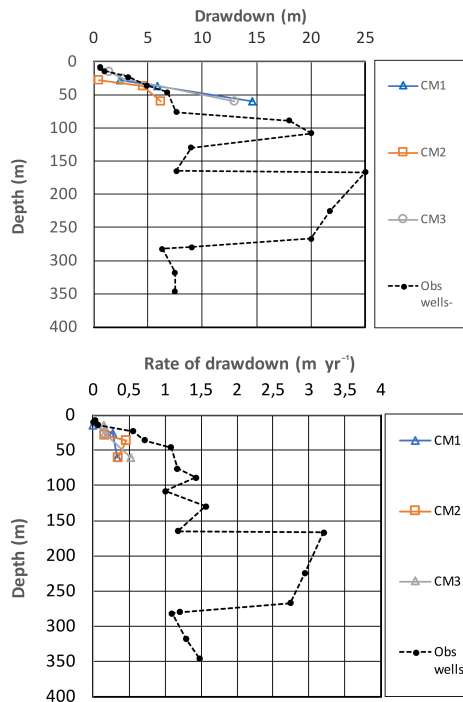 Drawdown (m)
0 5 10 15 20 25
0
50
100
150
200
250
300
350
400
Depth (m)
CM1
CM2
CM3
Obs
wells-
Rate of drawdown (m yr⁻¹)
0 0,5 1 1,5 2 2,5 3 3,5 4
0
50
100
150
200
250
300
350
400
Depth (m)
CM1
CM2
CM3
Obs
wells